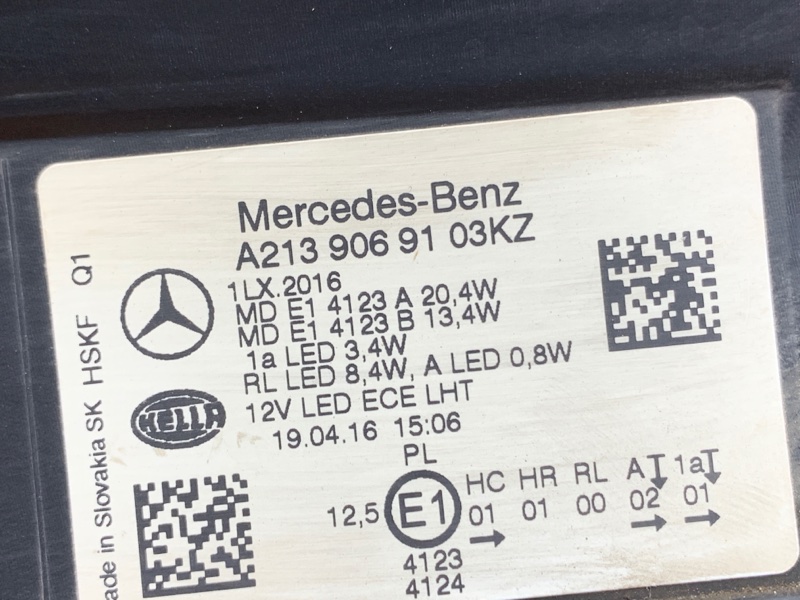 Mercedes-Benz
A213 906 91 03KZ
1LX.2016
MD E1 4123 A 20,4W
MD E1 4123 B 13,4W
1a LED 3,4W
RL LED 8,4W, A LED 0,8W
12V LED ECE LHT
19.04.16 15:06
PL
HELLA
12,5 E1
HC HR RL A 1a
01 01 00 02 01
4123
4124
ade in Slovakia SK HSKF Q1